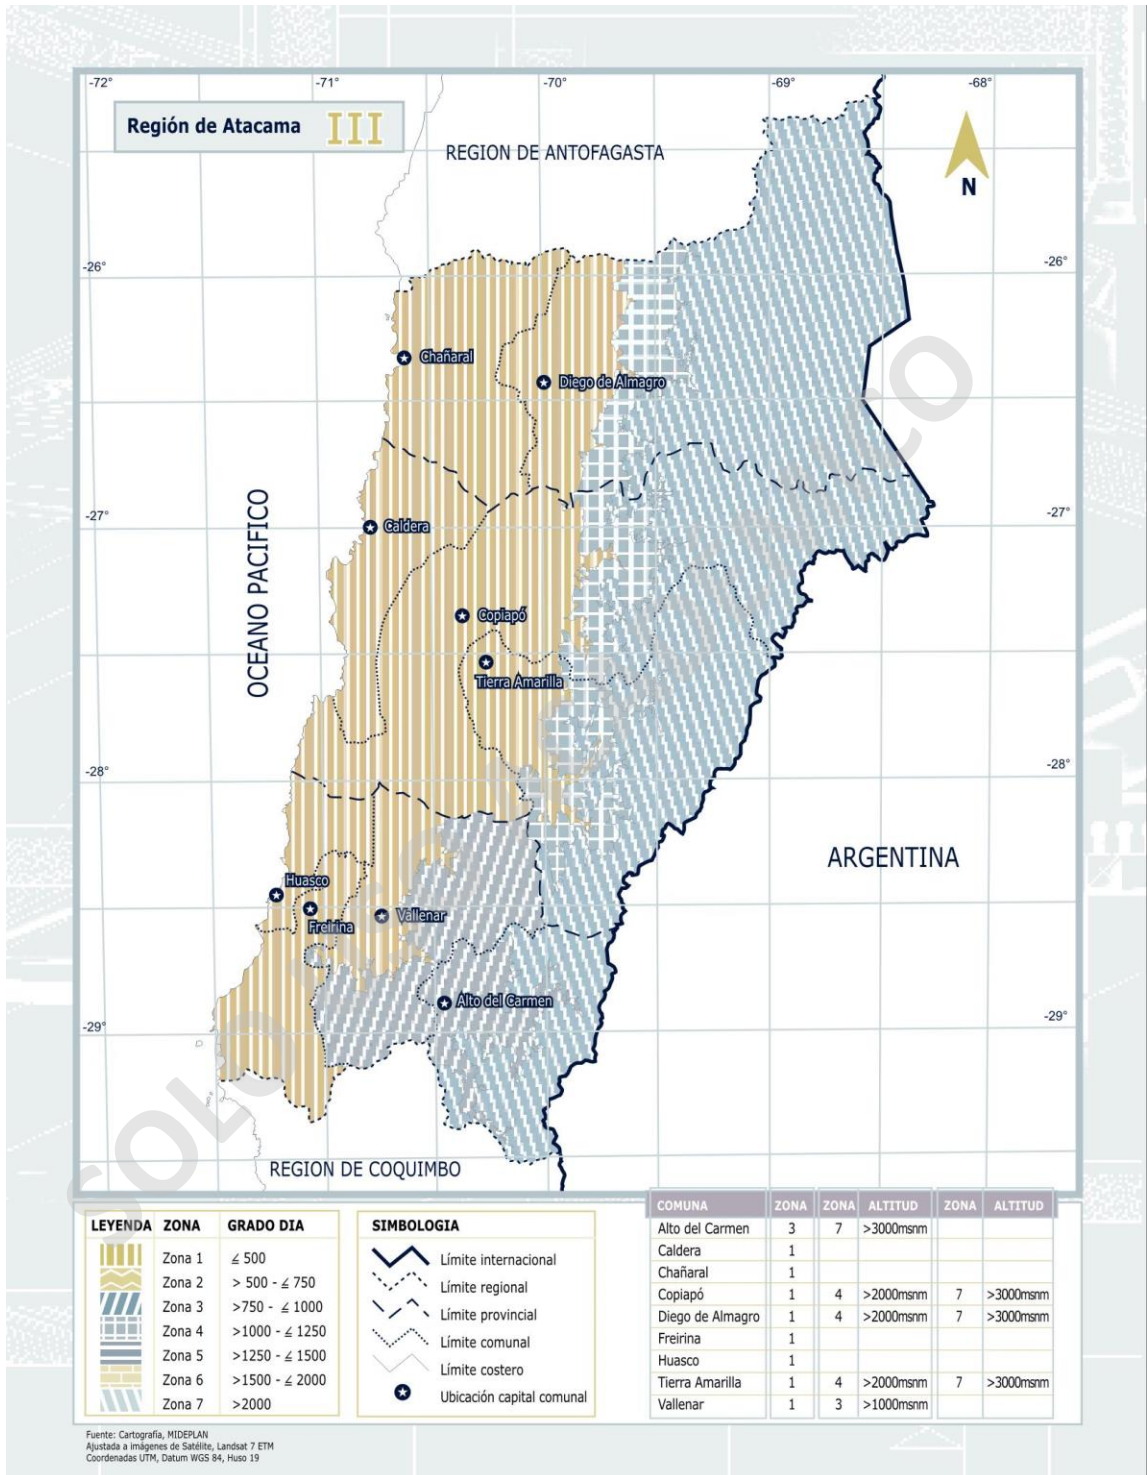 -72°
-71°
-70°
-69°
-68°
Región de Atacama III
REGION DE ANTOFAGASTA
N
-26°
-26°
Chañaral
Diego de Almagro
OCEANO PACIFICO
-27°
-27°
Caldera
Copiapó
Tierra Amarilla
-28°
-28°
ARGENTINA
Huasco
Freirina
Vallenar
Alto del Carmen
-29°
-29°
REGION DE COQUIMBO
LEYENDA ZONA GRADO DIA
Zona 1 ≤ 500
Zona 2 > 500 - ≤ 750
Zona 3 >750 - ≤ 1000
Zona 4 >1000 - ≤ 1250
Zona 5 >1250 - ≤ 1500
Zona 6 >1500 - ≤ 2000
Zona 7 >2000
SIMBOLOGIA
Límite internacional
Límite regional
Límite provincial
Límite comunal
Límite costero
Ubicación capital comunal
COMUNA ZONA ZONA ALTITUD ZONA ALTITUD
Alto del Carmen 3 7 >3000msnm
Caldera 1
Chañaral 1
Copiapó 1 4 >2000msnm 7 >3000msnm
Diego de Almagro 1 4 >2000msnm 7 >3000msnm
Freirina 1
Huasco 1
Tierra Amarilla 1 4 >2000msnm 7 >3000msnm
Vallenar 1 3 >1000msnm
Fuente: Cartografía, MIDEPLAN
Ajustada a imágenes de Satélite, Landsat 7 ETM
Coordenadas UTM, Datum WGS 84, Huso 19
SOLO